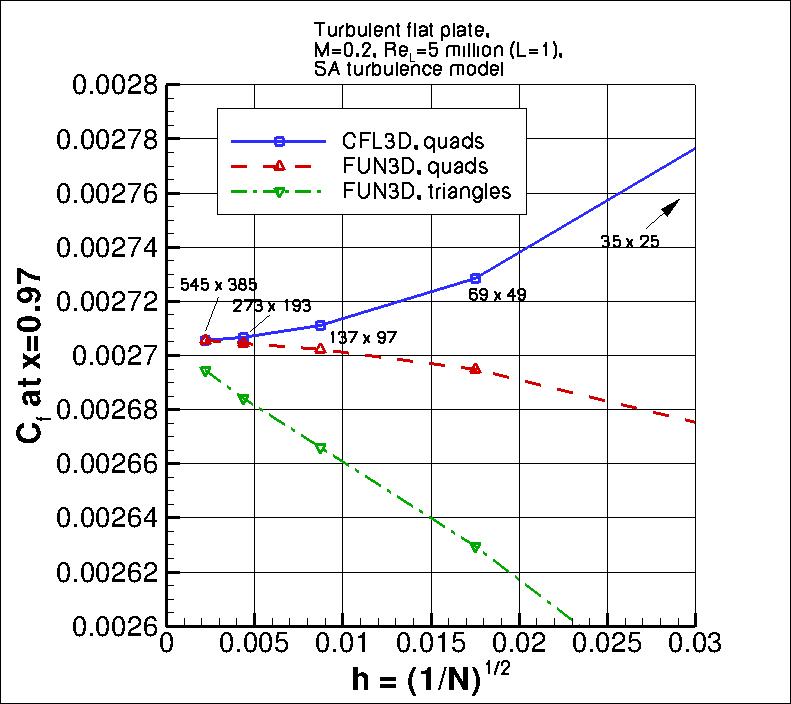 Turbulent flat plate,
M=0.2, Re_L=5 million (L=1),
SA turbulence model
0.0028
0.00278
0.00276
0.00274
0.00272
0.0027
0.00268
0.00266
0.00264
0.00262
0.0026
C_f at x=0.97
CFL3D, quads
FUN3D, quads
FUN3D, triangles
35 x 25
545 x 385
273 x 193
69 x 49
137 x 97
0 0.005 0.01 0.015 0.02 0.025 0.03
h = (1/N)^1/2